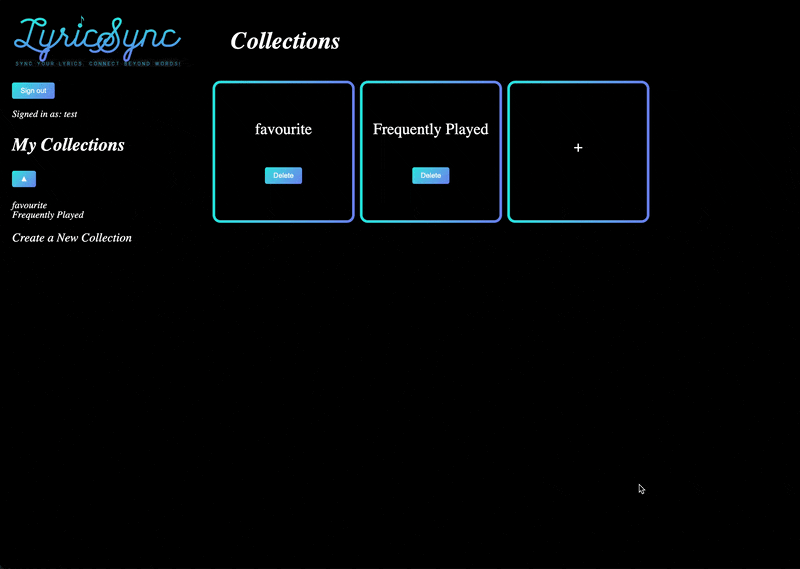 LyricSync
SYNC YOUR LYRICS, CONNECT BEYOND WORDS!
Sign out
Signed in as: test
My Collections
▲
favourite
Frequently Played
Create a New Collection
Collections
favourite
Delete
Frequently Played
Delete
+